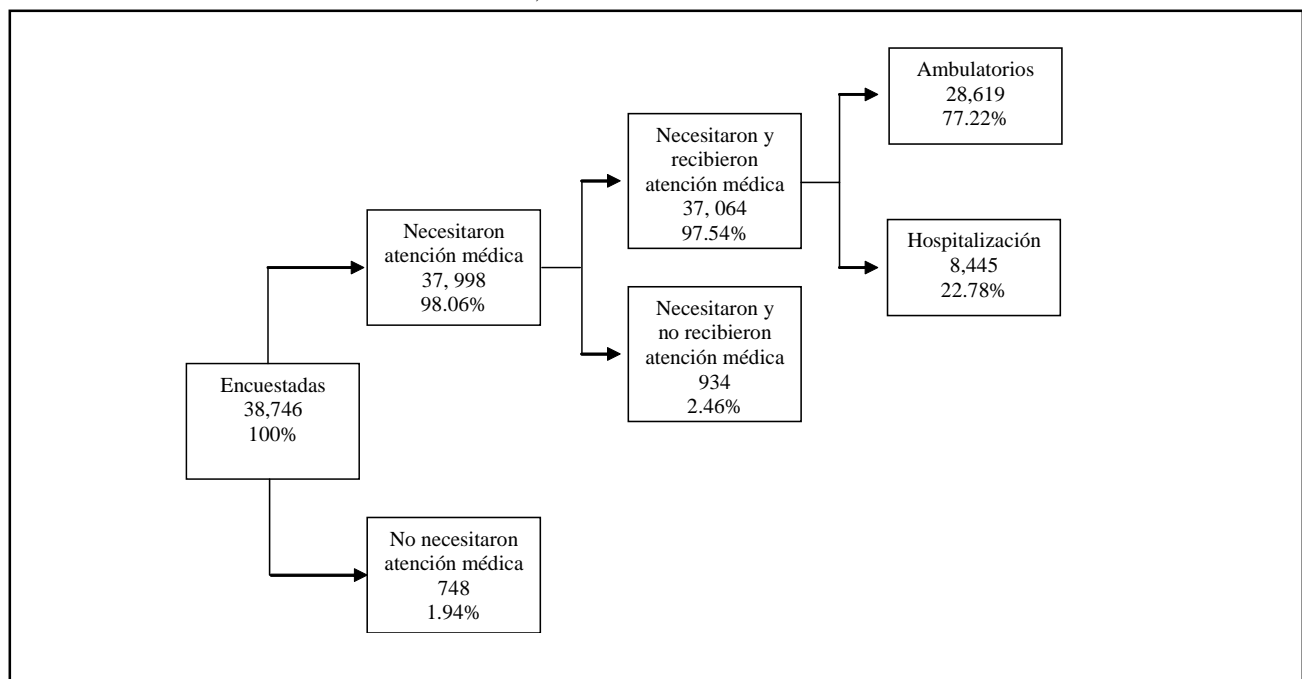 Ambulatorios
28,619
77.22%
Necesitaron y
recibieron
atención médica
37, 064
97.54%
Necesitaron
atención médica
37, 998
98.06%
Hospitalización
8,445
22.78%
Necesitaron y
no recibieron
atención médica
934
2.46%
Encuestadas
38,746
100%
No necesitaron
atención médica
748
1.94%